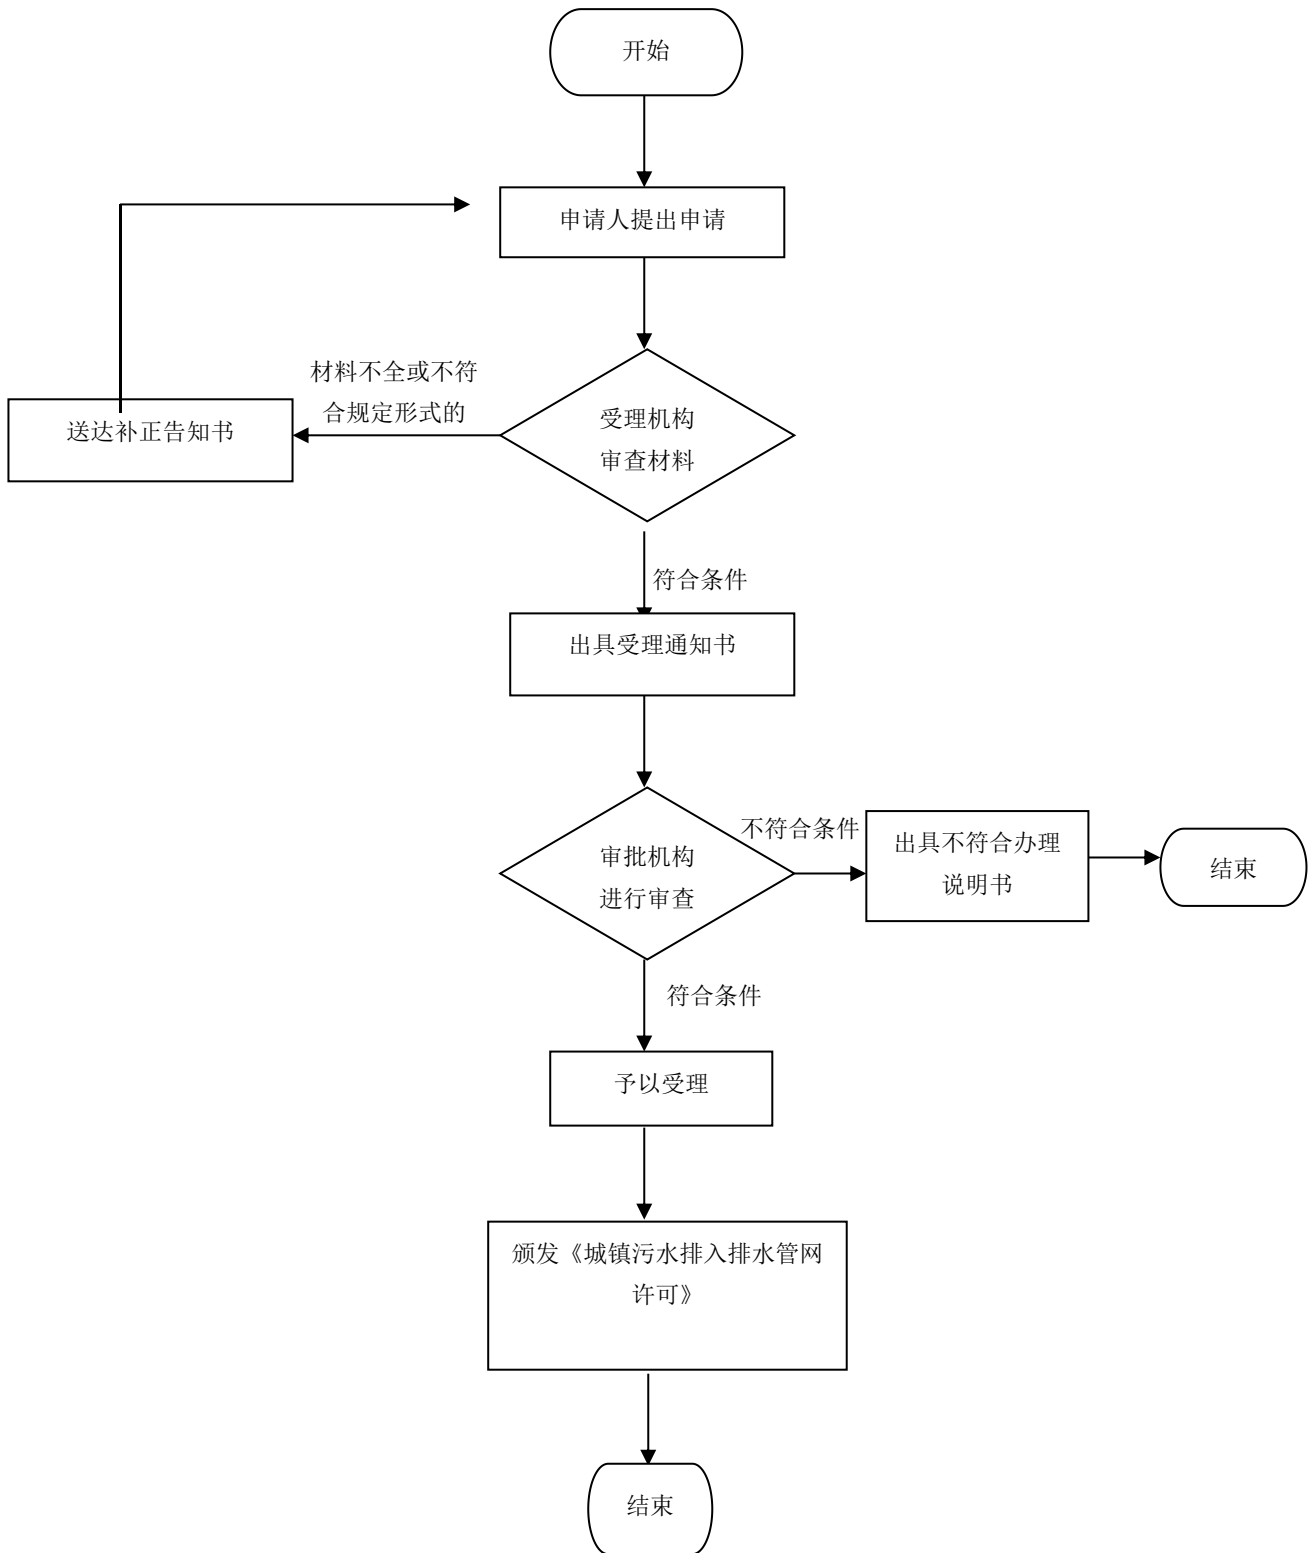 开始
申请人提出申请
材料不全或不符
合规定形式的
送达补正告知书
受理机构
审查材料
符合条件
出具受理通知书
审批机构
进行审查
不符合条件
出具不符合办理
说明书
结束
符合条件
予以受理
颁发《城镇污水排入排水管网
许可》
结束